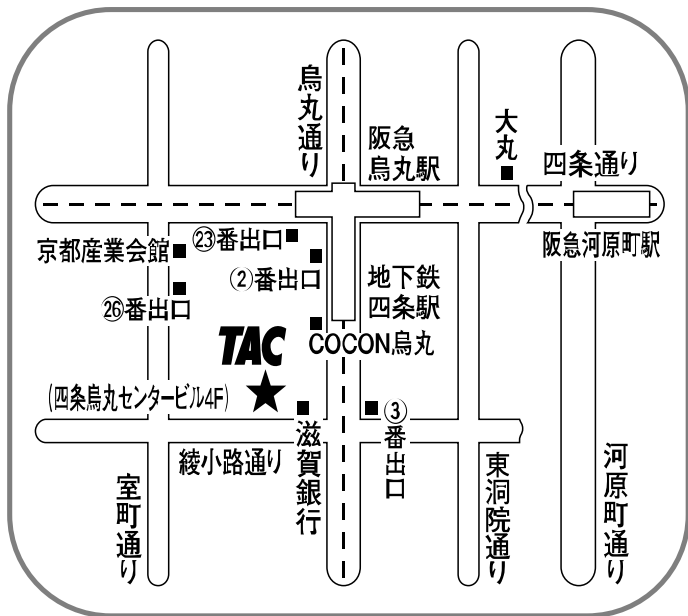 烏丸通り
阪急
烏丸駅
大丸
四条通り
阪急河原町駅
㉓番出口
京都産業会館
②番出口
地下鉄
四条駅
㉖番出口
TAC
COCON烏丸
(四条烏丸センタービル4F)
③番出口
滋賀銀行
綾小路通り
室町通り
東洞院通り
河原町通り